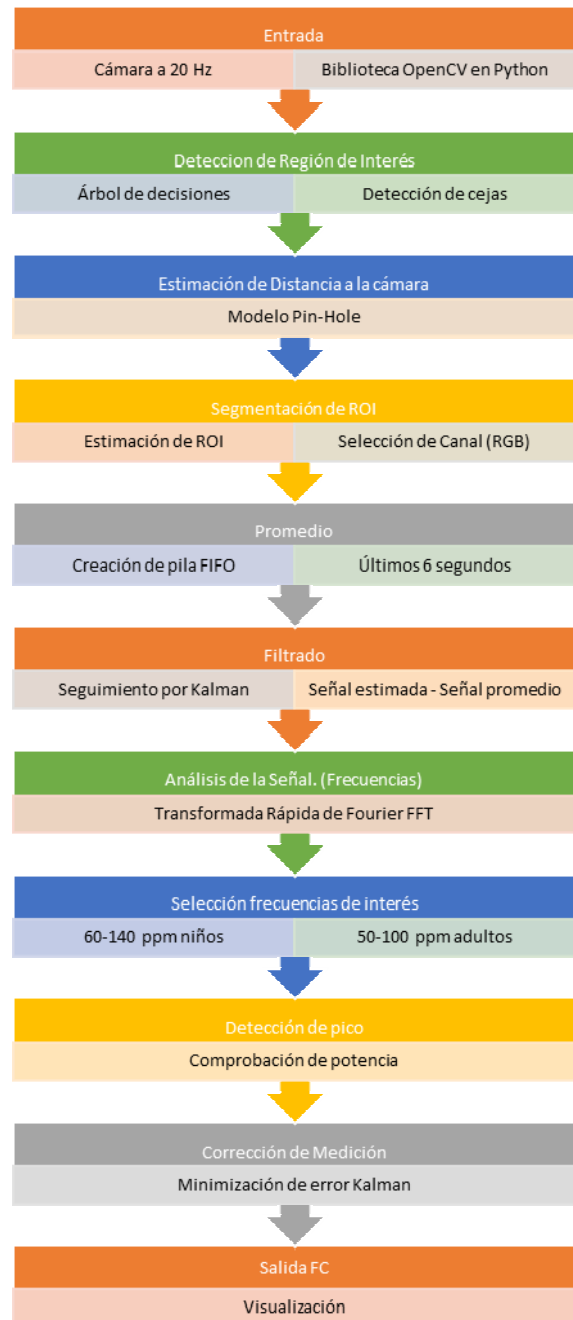 Entrada
Cámara a 20 Hz
Biblioteca OpenCV en Python
Deteccion de Región de Interés
Árbol de decisiones
Detección de cejas
Estimación de Distancia a la cámara
Modelo Pin-Hole
Segmentación de ROI
Estimación de ROI
Selección de Canal (RGB)
Promedio
Creación de pila FIFO
Últimos 6 segundos
Filtrado
Seguimiento por Kalman
Señal estimada - Señal promedio
Análisis de la Señal. (Frecuencias)
Transformada Rápida de Fourier FFT
Selección frecuencias de interés
60-140 ppm niños
50-100 ppm adultos
Detección de pico
Comprobación de potencia
Corrección de Medición
Minimización de error Kalman
Salida FC
Visualización